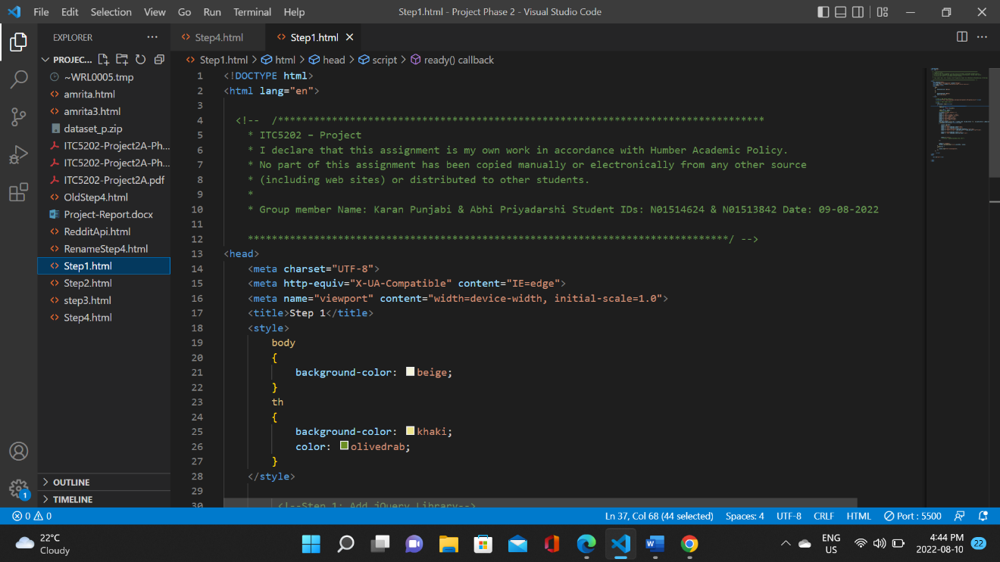 File Edit Selection View Go Run Terminal Help Step1.html - Project Phase 2 - Visual Studio Code
EXPLORER ··· Step4.html Step1.html
PROJEC... Step1.html > html > head > script > ready() callback
~WRL0005.tmp
amrita.html
amrita3.html
dataset_p.zip
ITC5202-Project2A-Ph...
ITC5202-Project2A-Ph...
ITC5202-Project2A.pdf
OldStep4.html
Project-Report.docx
RedditApi.html
RenameStep4.html
Step1.html
Step2.html
step3.html
Step4.html
OUTLINE
TIMELINE
1 <!DOCTYPE html>
2 <html lang="en">
3
4 <!-- /*********************************************************************************
5 * ITC5202 – Project
6 * I declare that this assignment is my own work in accordance with Humber Academic Policy.
7 * No part of this assignment has been copied manually or electronically from any other source
8 * (including web sites) or distributed to other students.
9 *
10 * Group member Name: Karan Punjabi & Abhi Priyadarshi Student IDs: N01514624 & N01513842 Date: 09-08-2022
11
12 ********************************************************************************/ -->
13 <head>
14 <meta charset="UTF-8">
15 <meta http-equiv="X-UA-Compatible" content="IE=edge">
16 <meta name="viewport" content="width=device-width, initial-scale=1.0">
17 <title>Step 1</title>
18 <style>
19 body
20 {
21 background-color: beige;
22 }
23 th
24 {
25 background-color: khaki;
26 color: olivedrab;
27 }
28 </style>
29
30 <!--Step 1: Add jQuery Library-->
0 0 Ln 37, Col 68 (44 selected) Spaces: 4 UTF-8 CRLF HTML Port : 5500
1
22°C
Cloudy
ENG
US
4:44 PM
2022-08-10
22